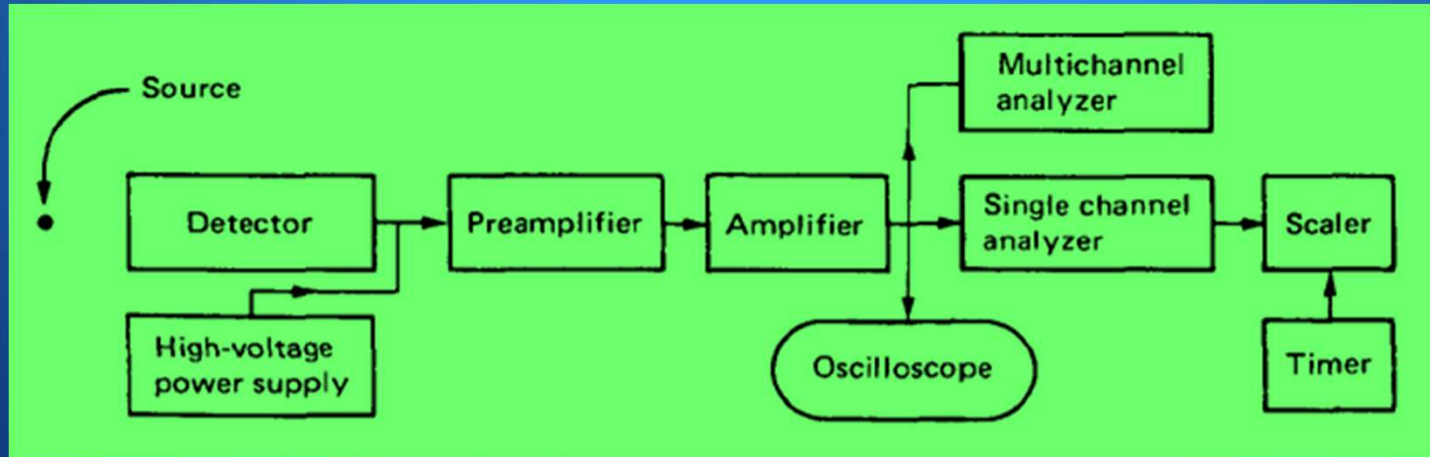 Source
Multichannel
analyzer
Detector
Preamplifier
Amplifier
Single channel
analyzer
Scaler
High-voltage
power supply
Oscilloscope
Timer